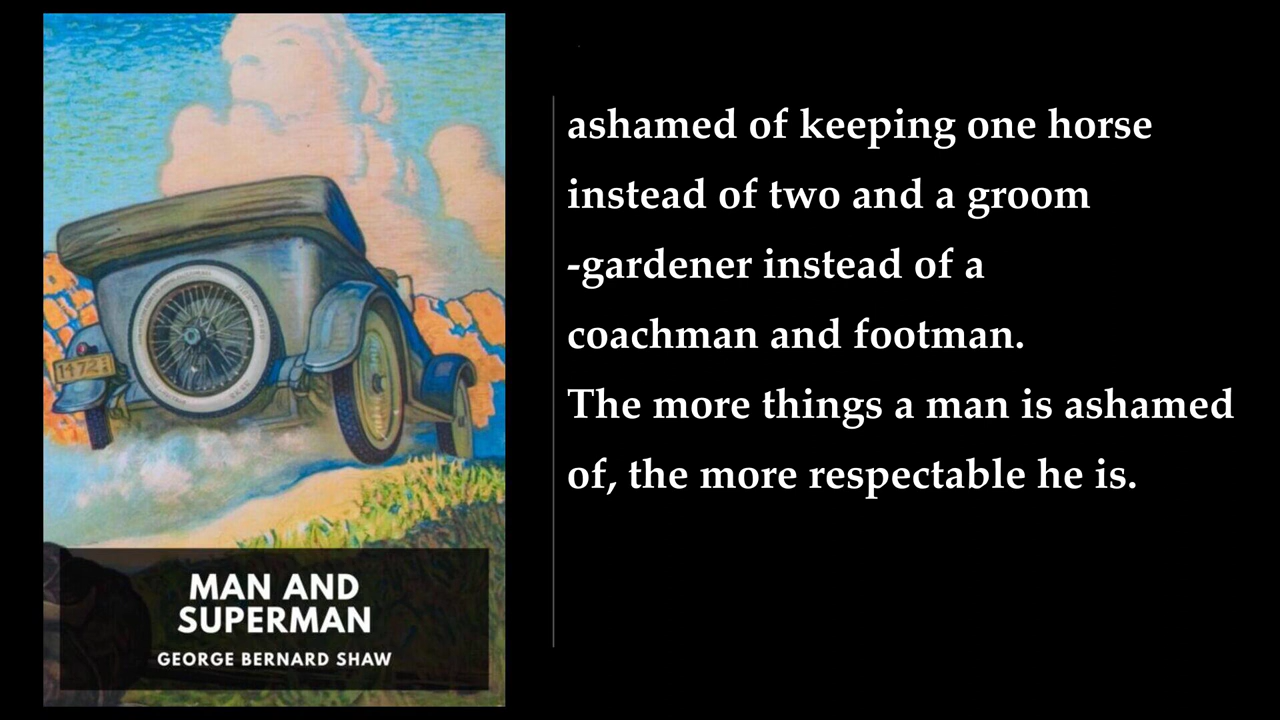 ashamed of keeping one horse
instead of two and a groom
-gardener instead of a
coachman and footman.
The more things a man is ashamed
of, the more respectable he is.
1472
MAN AND
SUPERMAN
GEORGE BERNARD SHAW